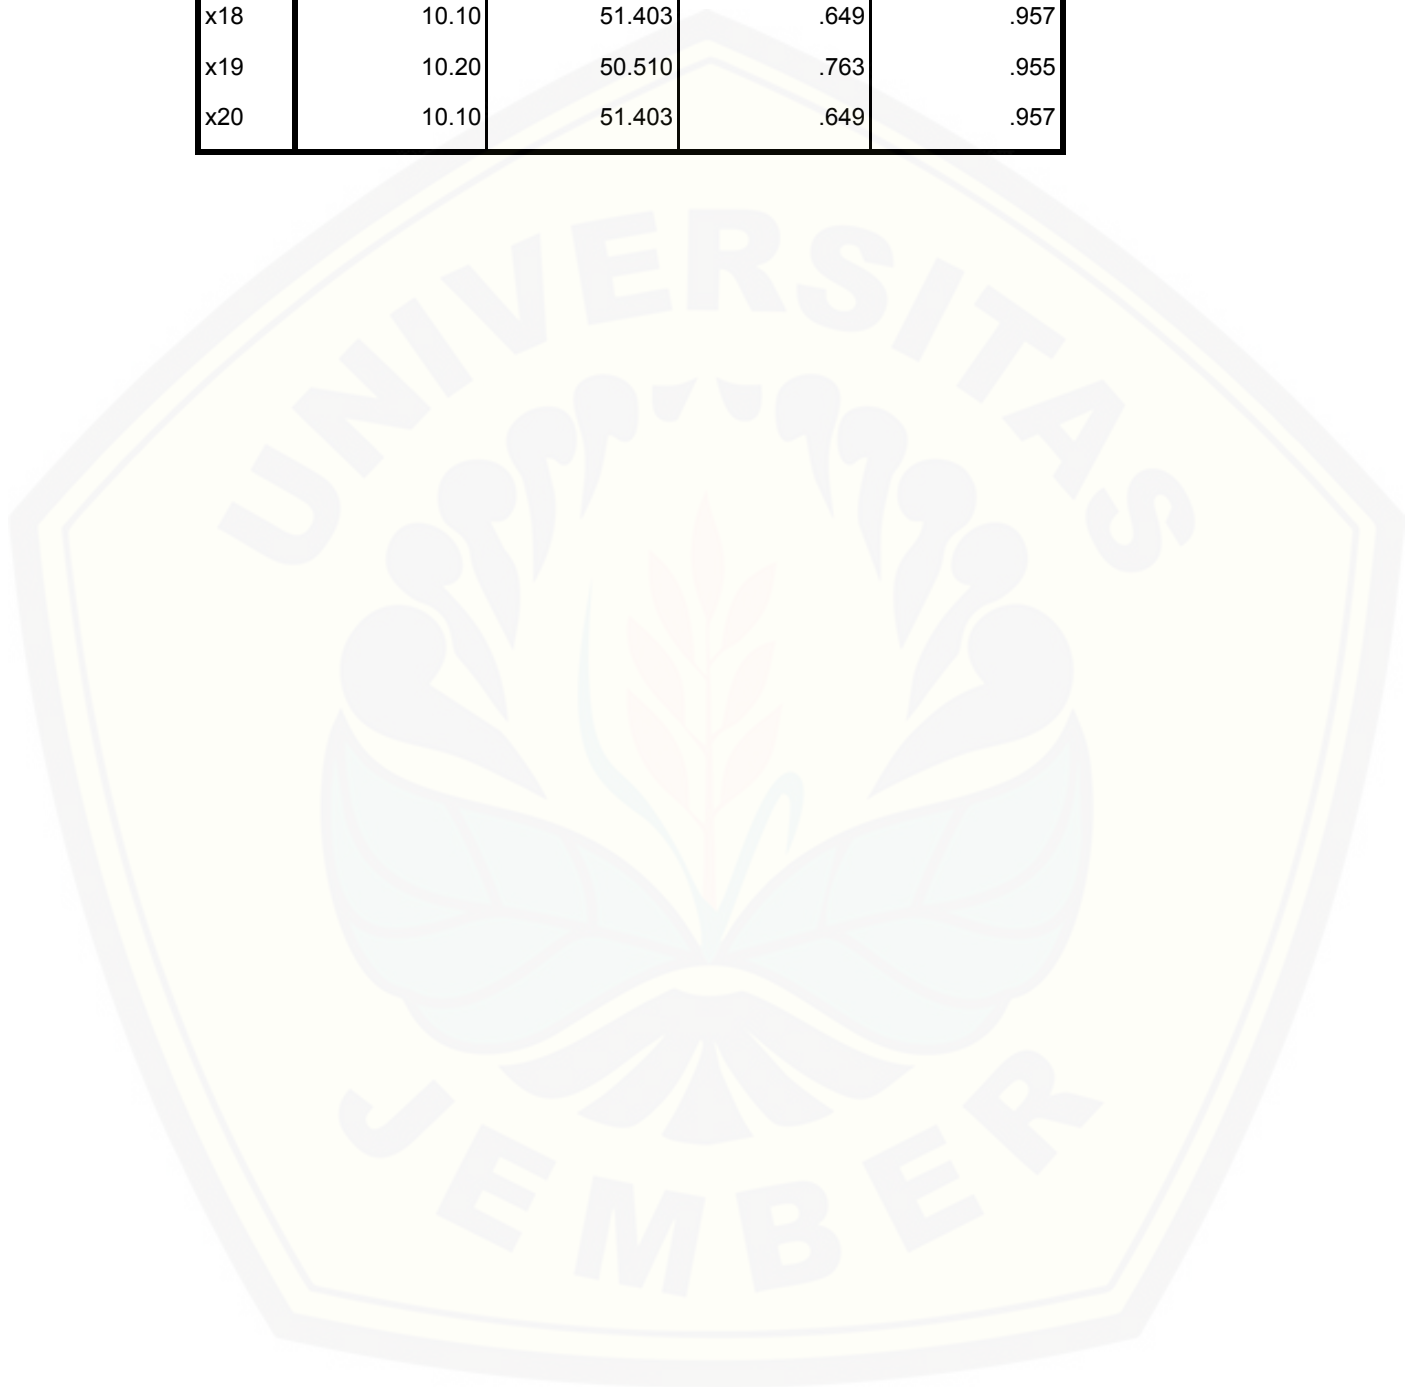 x18 10.10 51.403 .649 .957
x19 10.20 50.510 .763 .955
x20 10.10 51.403 .649 .957
UNIVERSITAS
JEMBER